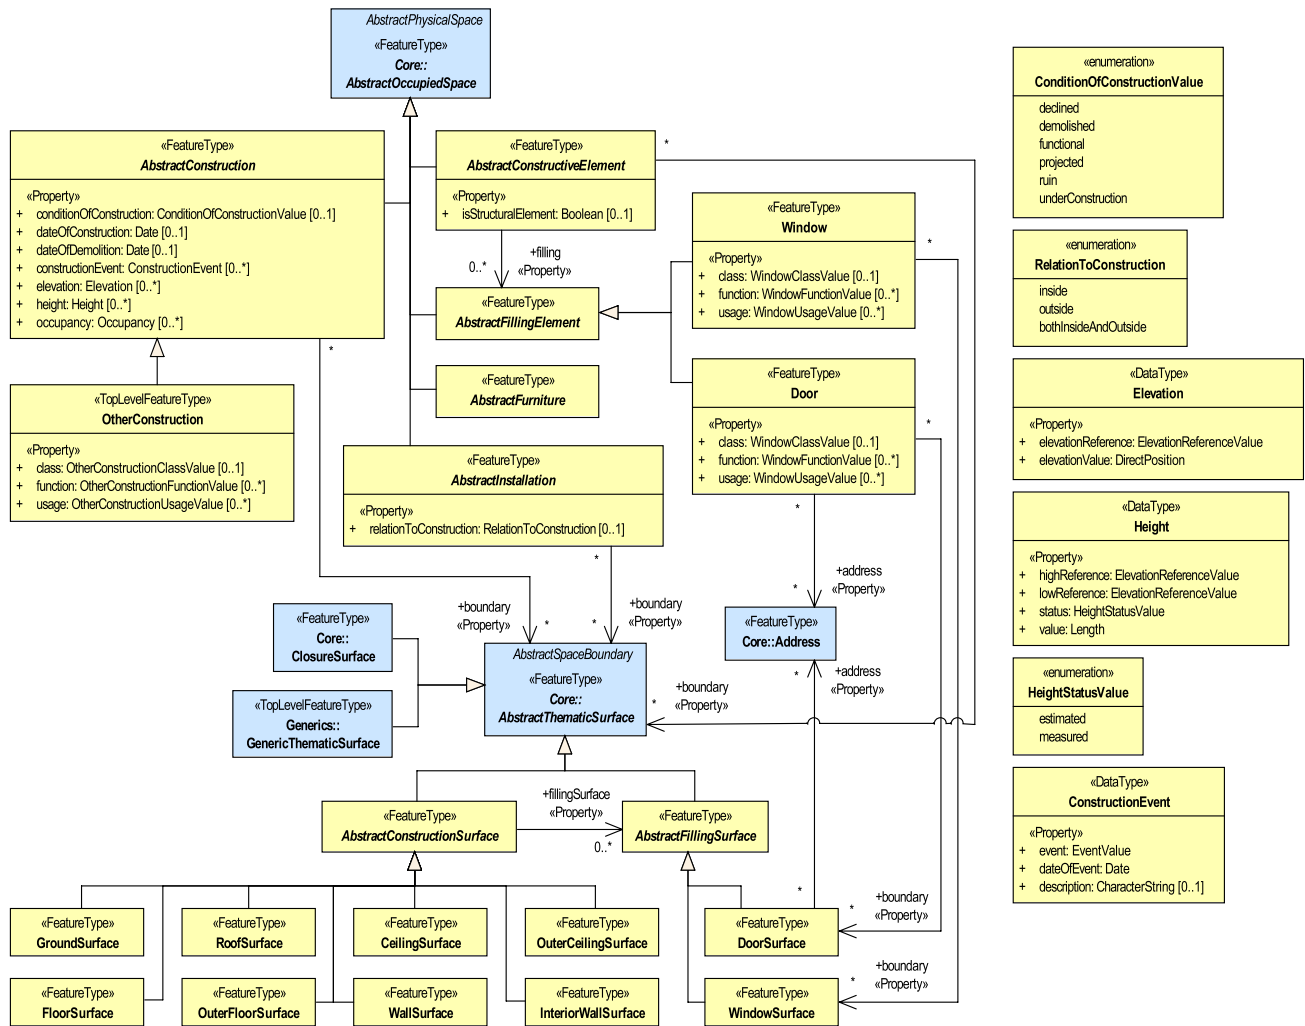 AbstractPhysicalSpace
«FeatureType»
Core::
AbstractOccupiedSpace
«FeatureType»
AbstractConstruction
«Property»
+ conditionOfConstruction: ConditionOfConstructionValue [0..1]
+ dateOfConstruction: Date [0..1]
+ dateOfDemolition: Date [0..1]
+ constructionEvent: ConstructionEvent [0..*]
+ elevation: Elevation [0..*]
+ height: Height [0..*]
+ occupancy: Occupancy [0..*]
*
«FeatureType»
AbstractConstructiveElement
«Property»
+ isStructuralElement: Boolean [0..1]
*
+filling
«Property»
0..*
«FeatureType»
AbstractFillingElement
«FeatureType»
AbstractFurniture
«FeatureType»
Window
«Property»
+ class: WindowClassValue [0..1]
+ function: WindowFunctionValue [0..*]
+ usage: WindowUsageValue [0..*]
*
«FeatureType»
Door
«Property»
+ class: WindowClassValue [0..1]
+ function: WindowFunctionValue [0..*]
+ usage: WindowUsageValue [0..*]
*
*
«TopLevelFeatureType»
OtherConstruction
«Property»
+ class: OtherConstructionClassValue [0..1]
+ function: OtherConstructionFunctionValue [0..*]
+ usage: OtherConstructionUsageValue [0..*]
«FeatureType»
AbstractInstallation
«Property»
+ relationToConstruction: RelationToConstruction [0..1]
*
+boundary
«Property»
*
+boundary
«Property»
*
+address
«Property»
*
«FeatureType»
Core::Address
+address
«Property»
*
«FeatureType»
Core::
ClosureSurface
«TopLevelFeatureType»
Generics::
GenericThematicSurface
AbstractSpaceBoundary
«FeatureType»
Core::
AbstractThematicSurface
+boundary
«Property»
*
«FeatureType»
AbstractConstructionSurface
+fillingSurface
«Property»
0..*
«FeatureType»
AbstractFillingSurface
«FeatureType»
GroundSurface
«FeatureType»
RoofSurface
«FeatureType»
CeilingSurface
«FeatureType»
OuterCeilingSurface
*
«FeatureType»
DoorSurface
+boundary
«Property»
*
«FeatureType»
FloorSurface
«FeatureType»
OuterFloorSurface
«FeatureType»
WallSurface
«FeatureType»
InteriorWallSurface
«FeatureType»
WindowSurface
+boundary
«Property»
*
«enumeration»
ConditionOfConstructionValue
declined
demolished
functional
projected
ruin
underConstruction
«enumeration»
RelationToConstruction
inside
outside
bothInsideAndOutside
«DataType»
Elevation
«Property»
+ elevationReference: ElevationReferenceValue
+ elevationValue: DirectPosition
«DataType»
Height
«Property»
+ highReference: ElevationReferenceValue
+ lowReference: ElevationReferenceValue
+ status: HeightStatusValue
+ value: Length
«enumeration»
HeightStatusValue
estimated
measured
«DataType»
ConstructionEvent
«Property»
+ event: EventValue
+ dateOfEvent: Date
+ description: CharacterString [0..1]